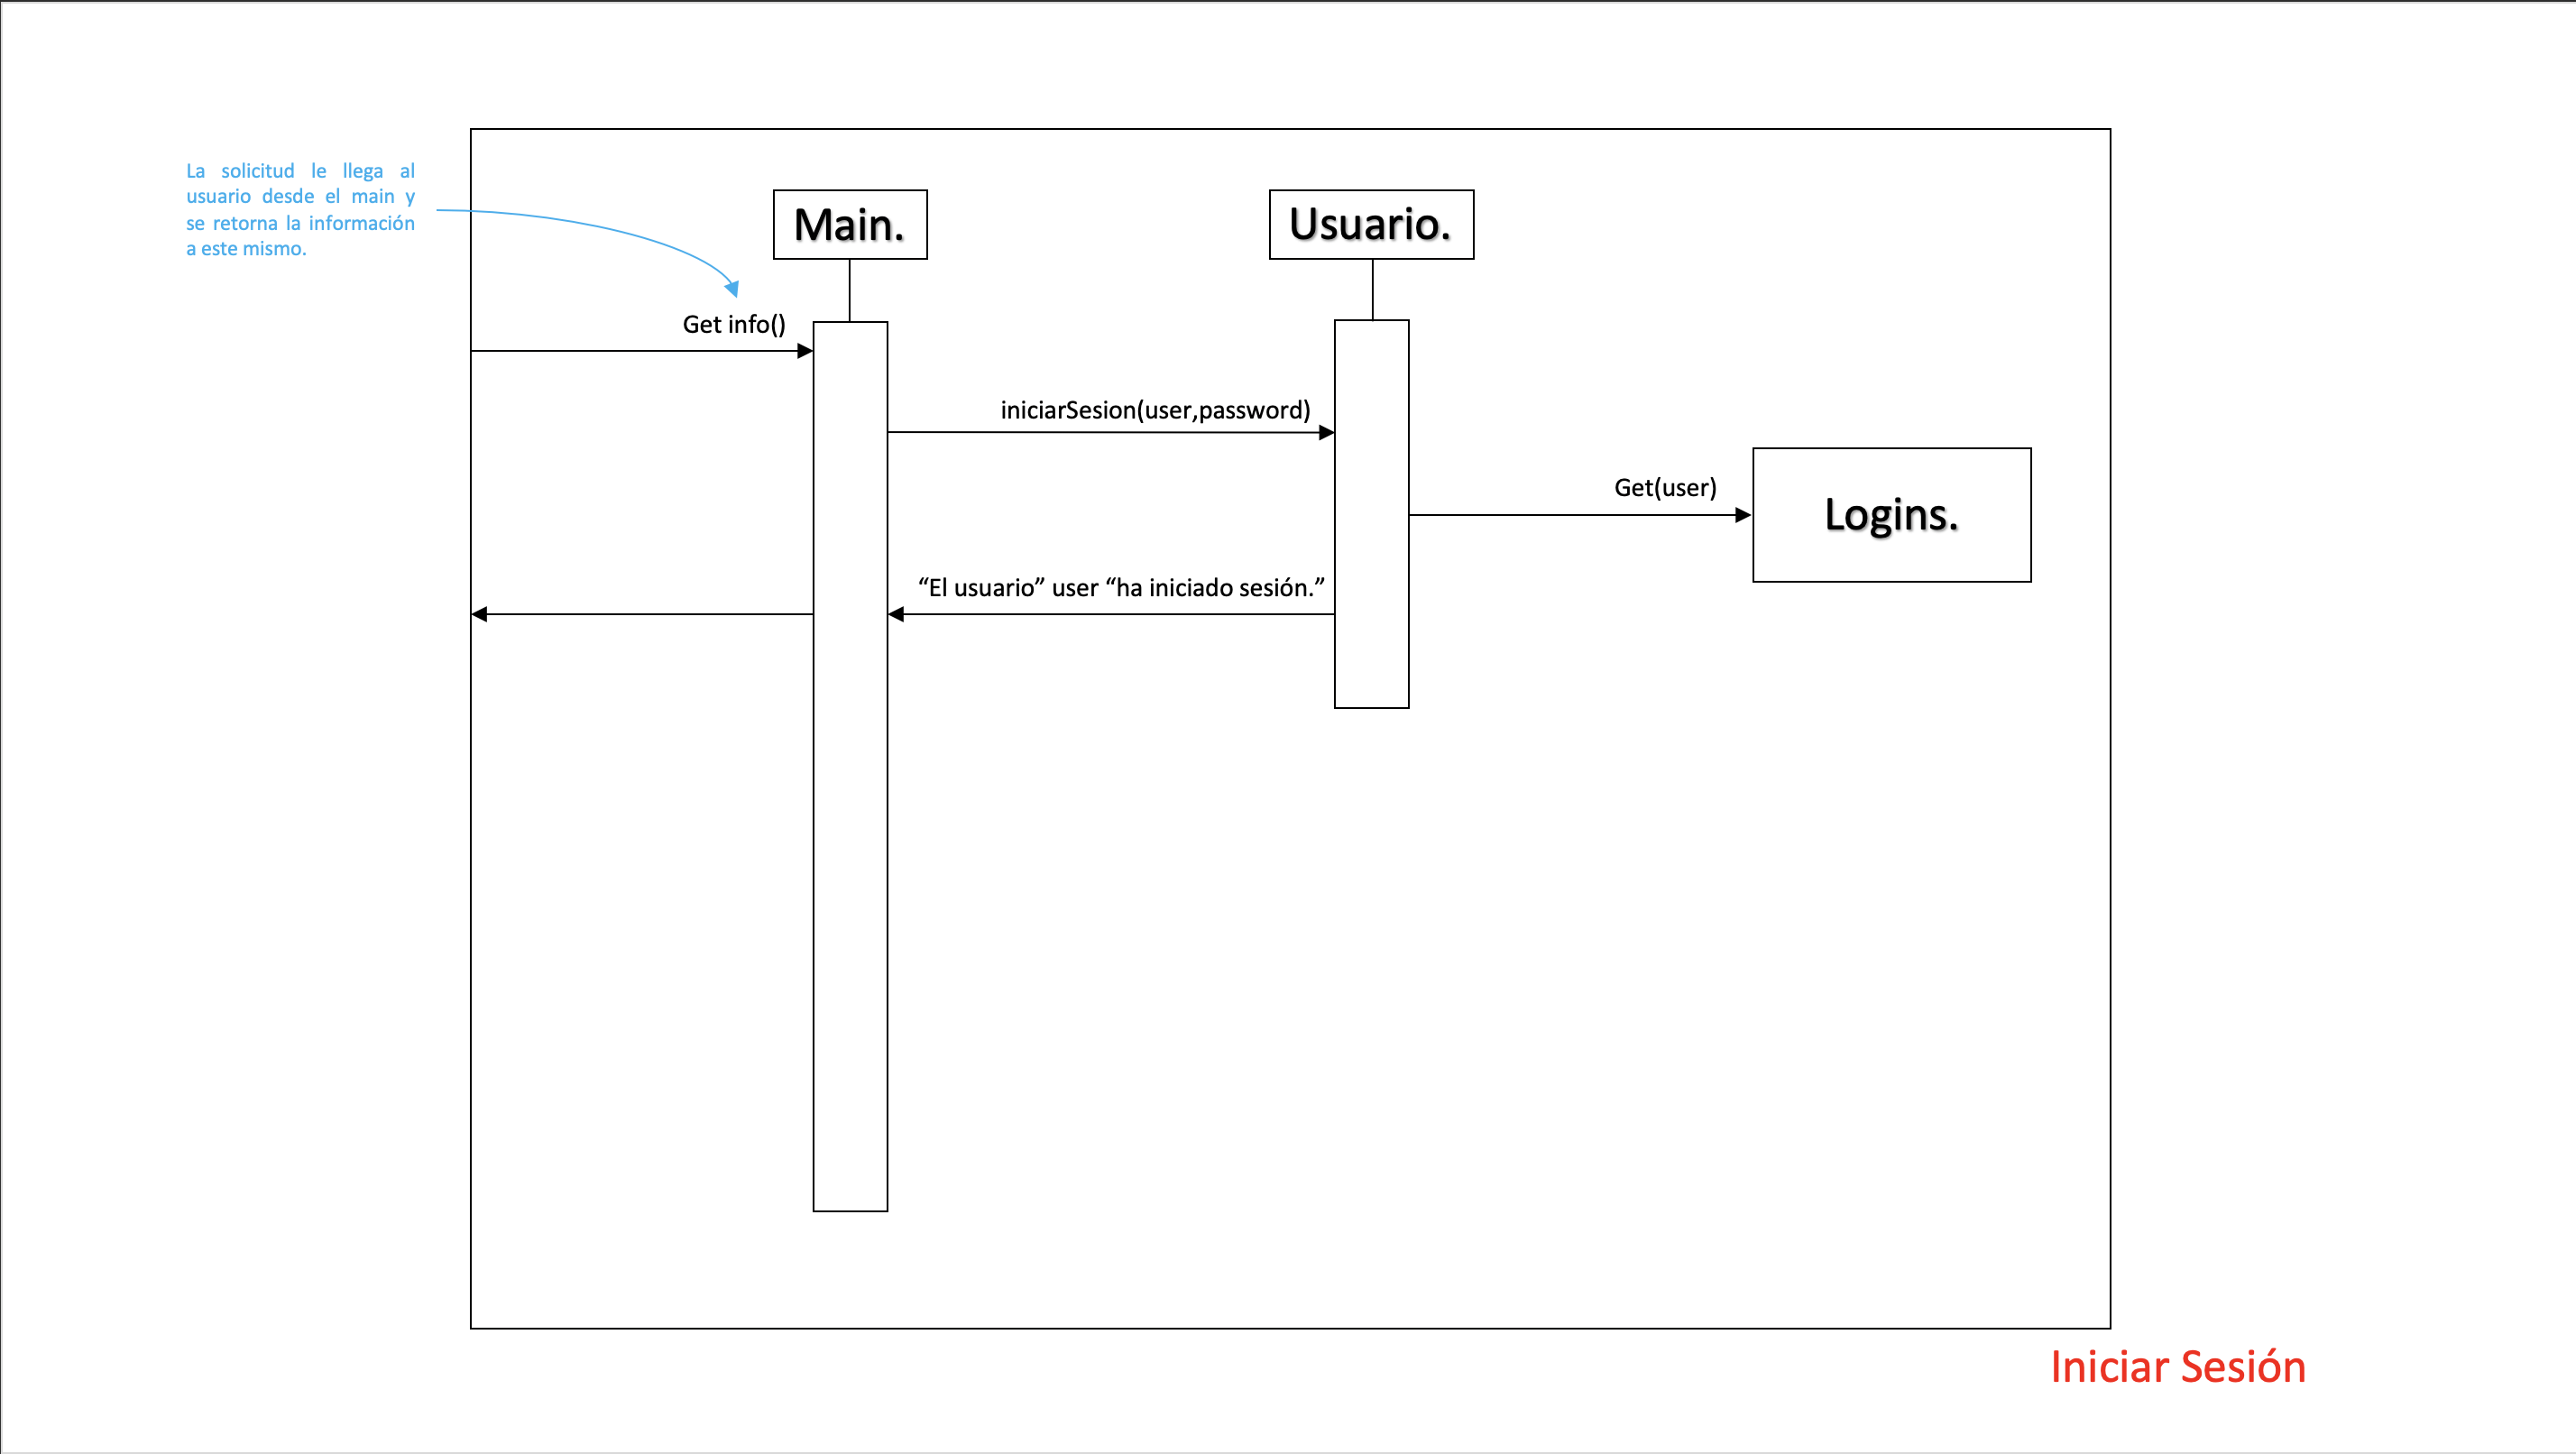 La solicitud le llega al
usuario desde el main y
se retorna la información
a este mismo.
Main.
Usuario.
Get info()
iniciarSesion(user,password)
Get(user)
Logins.
“El usuario” user “ha iniciado sesión.”
Iniciar Sesión